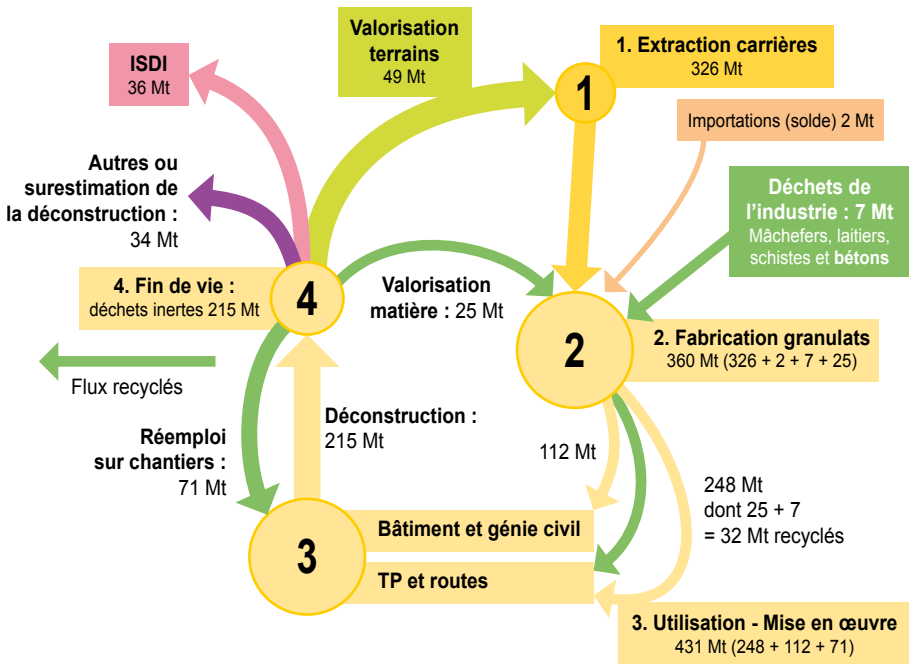 Valorisation
terrains
49 Mt
ISDI
36 Mt
1. Extraction carrières
326 Mt
1
Importations (solde) 2 Mt
Autres ou
surestimation de
la déconstruction :
34 Mt
Déchets de
l'industrie : 7 Mt
Mâchefers, laitiers,
schistes et bétons
4. Fin de vie :
déchets inertes 215 Mt
4
Valorisation
matière : 25 Mt
2
2. Fabrication granulats
360 Mt (326 + 2 + 7 + 25)
Flux recyclés
Déconstruction :
215 Mt
Réemploi
sur chantiers :
71 Mt
112 Mt
248 Mt
dont 25 + 7
= 32 Mt recyclés
3
Bâtiment et génie civil
TP et routes
3. Utilisation - Mise en œuvre
431 Mt (248 + 112 + 71)